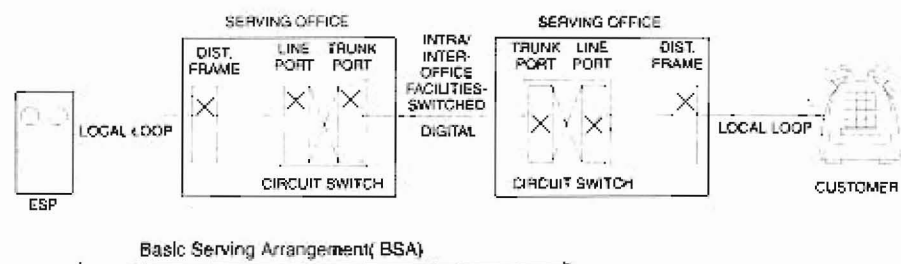 SERVING OFFICE
SERVING OFFICE
DIST. FRAME
LINE PORT
TRUNK PORT
INTRA/
INTER-
OFFICE
FACILITIES-
SWITCHED
DIGITAL
TRUNK PORT
LINE PORT
DIST. FRAME
LOCAL LOOP
LOCAL LOOP
CIRCUIT SWITCH
CIRCUIT SWITCH
ESP
CUSTOMER
Basic Serving Arrangement( BSA)